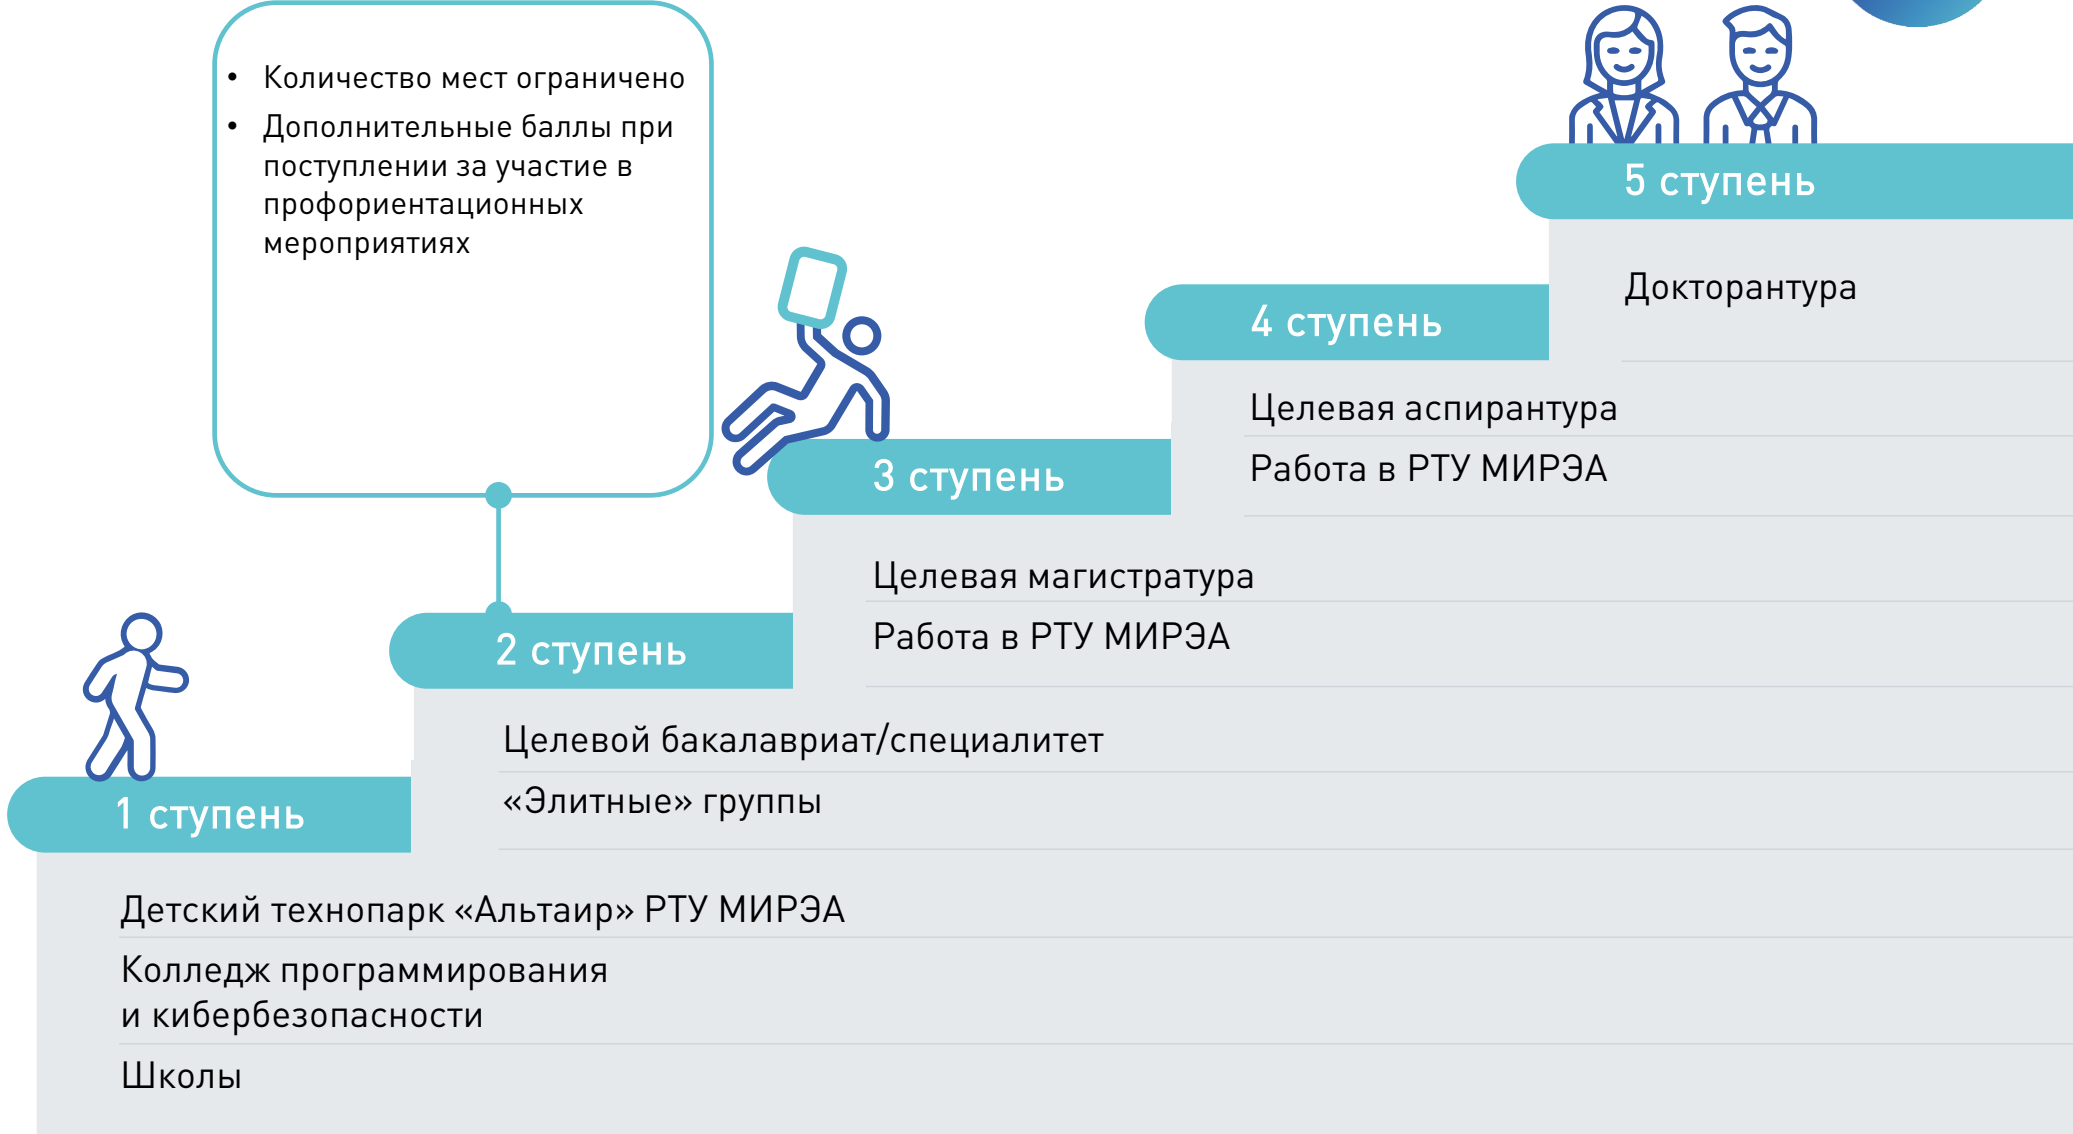 • Количество мест ограничено
• Дополнительные баллы при
поступлении за участие в
профориентационных
мероприятиях
5 ступень
Докторантура
4 ступень
Целевая аспирантура
Работа в РТУ МИРЭА
3 ступень
Целевая магистратура
Работа в РТУ МИРЭА
2 ступень
Целевой бакалавриат/специалитет
«Элитные» группы
1 ступень
Детский технопарк «Альтаир» РТУ МИРЭА
Колледж программирования
и кибербезопасности
Школы